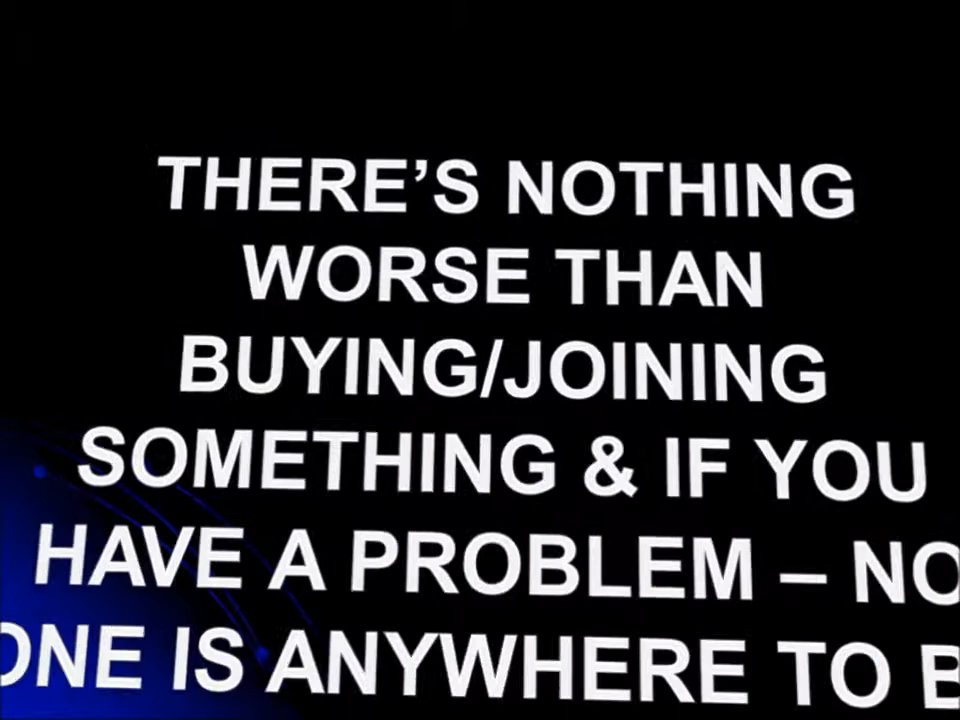 THERE'S NOTHING
WORSE THAN
BUYING/JOINING
SOMETHING & IF YOU
HAVE A PROBLEM – NO
ONE IS ANYWHERE TO B